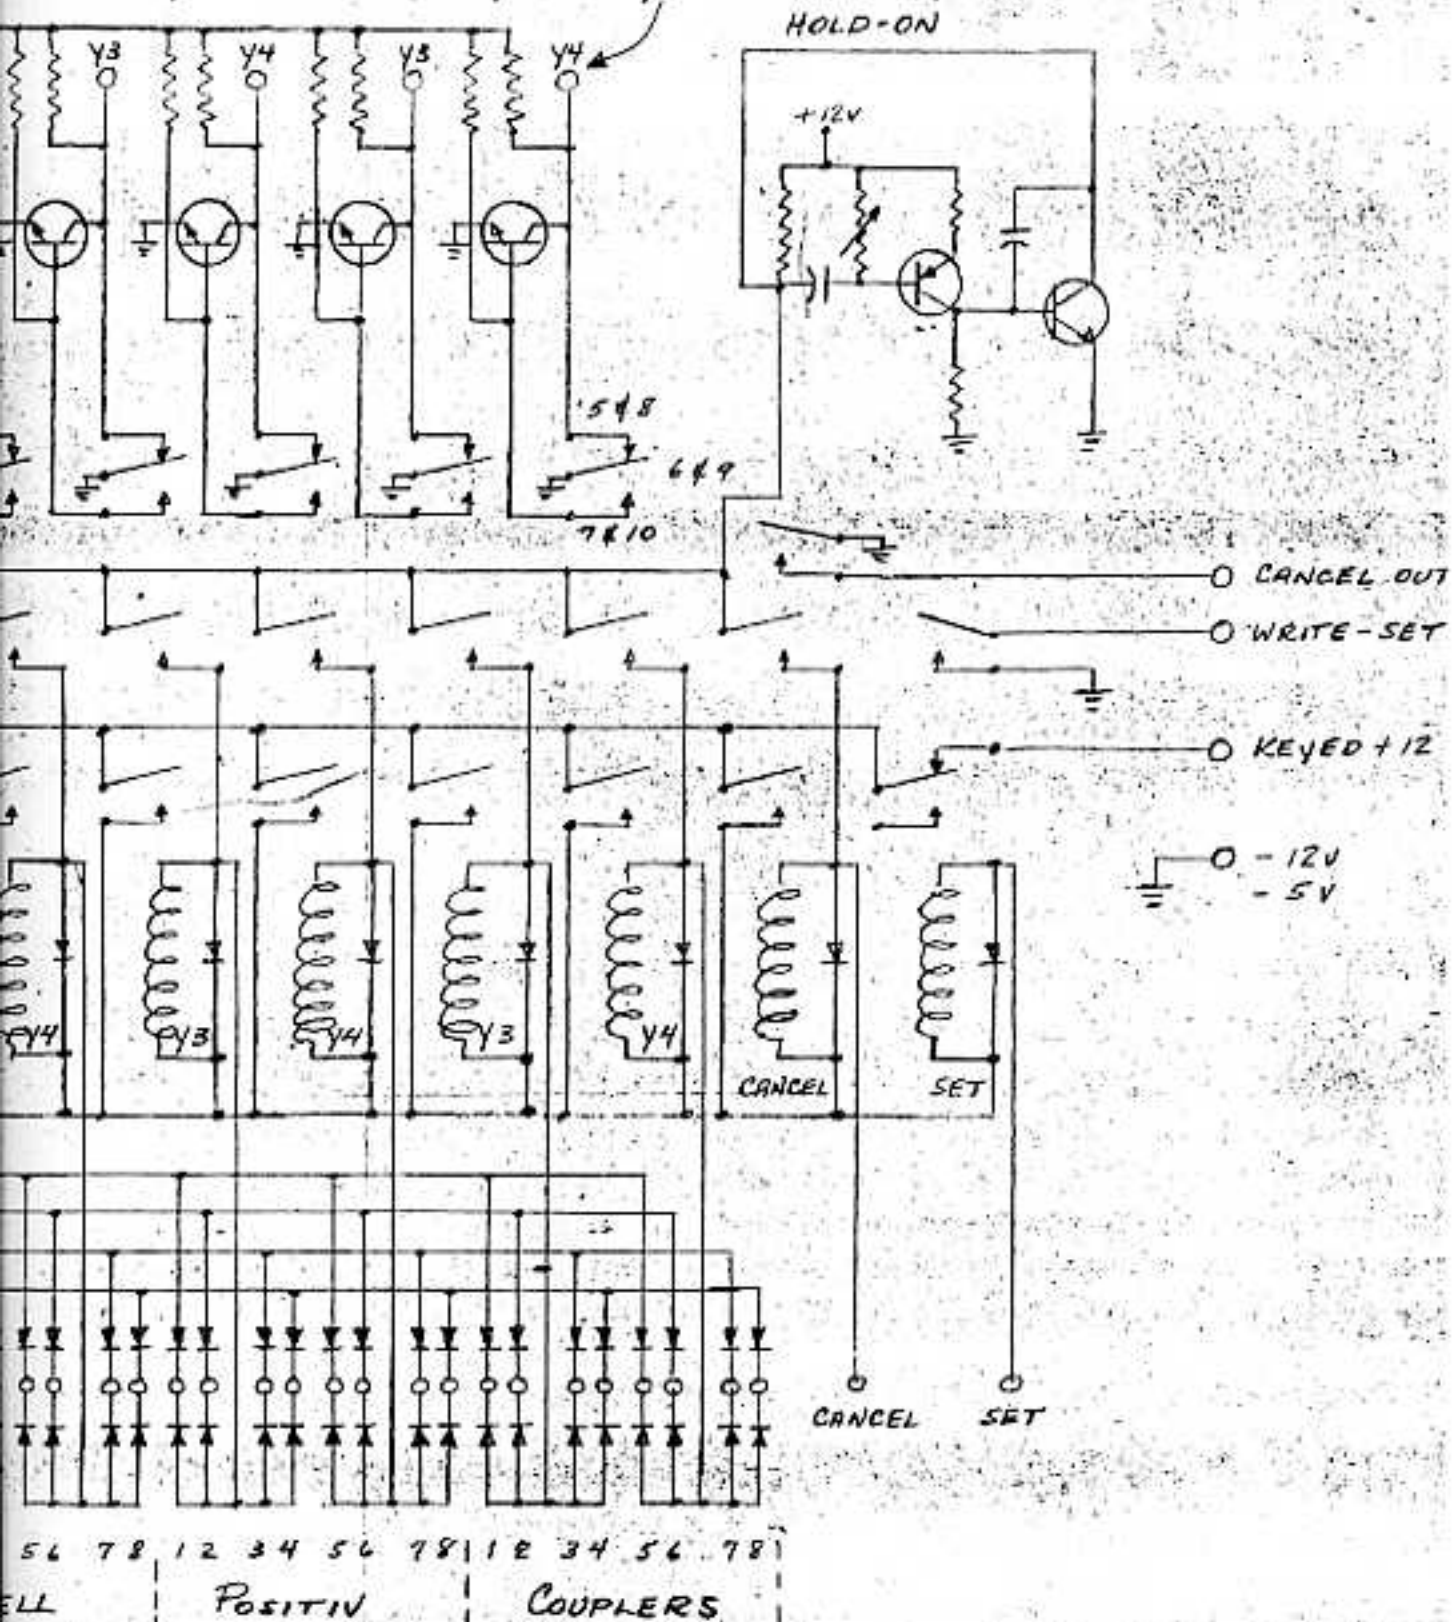 HOLD-ON
Y3 Y4 Y3 Y4
+12V
5 & 8
6 & 9
7 & 10
CANCEL OUT
WRITE-SET
KEYED +12
- 12V
- 5V
Y4 Y3 Y4 Y3 Y4
CANCEL SET
CANCEL SET
5 6 7 8 1 2 3 4 5 6 7 8 1 2 3 4 5 6 7 8
ELL POSITIV COUPLERS